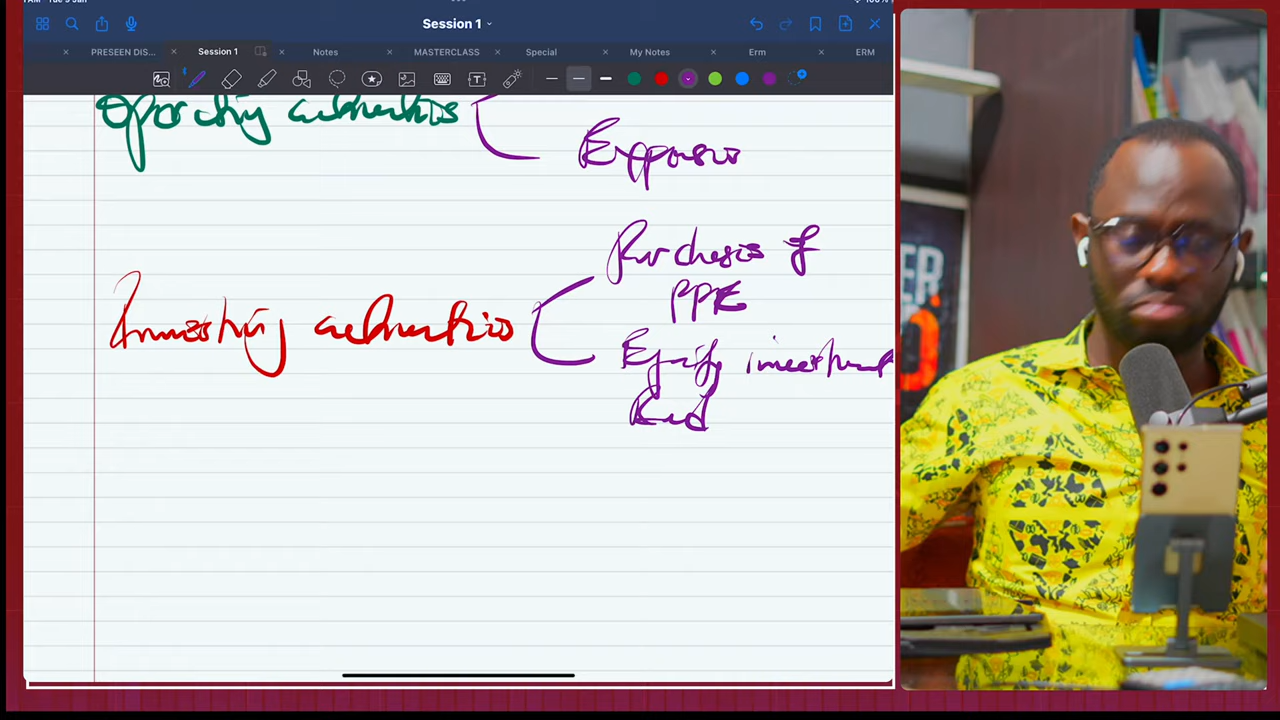 Session 1
PRESEEN DIS...
Session 1
Notes
MASTERCLASS
Special
My Notes
Erm
ERM
Operating activities
Expenses
Purchases of
PPE
Investing activities
Equity investment